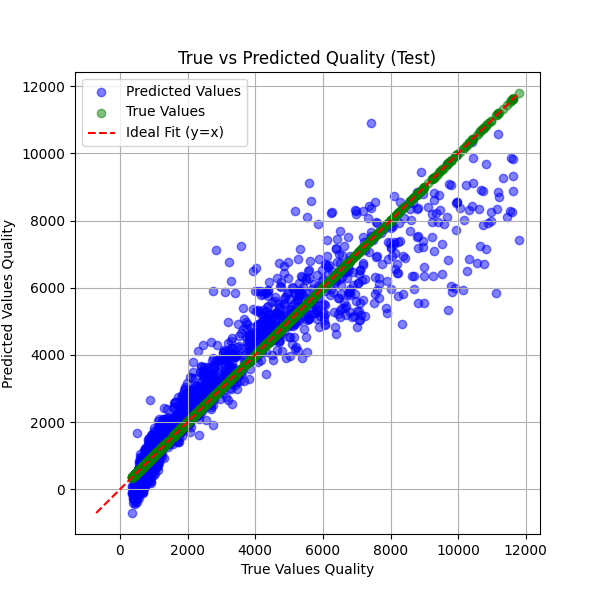 True vs Predicted Quality (Test)
Predicted Values
True Values
Ideal Fit (y=x)
12000
10000
8000
6000
4000
2000
0
Predicted Values Quality
0 2000 4000 6000 8000 10000 12000
True Values Quality